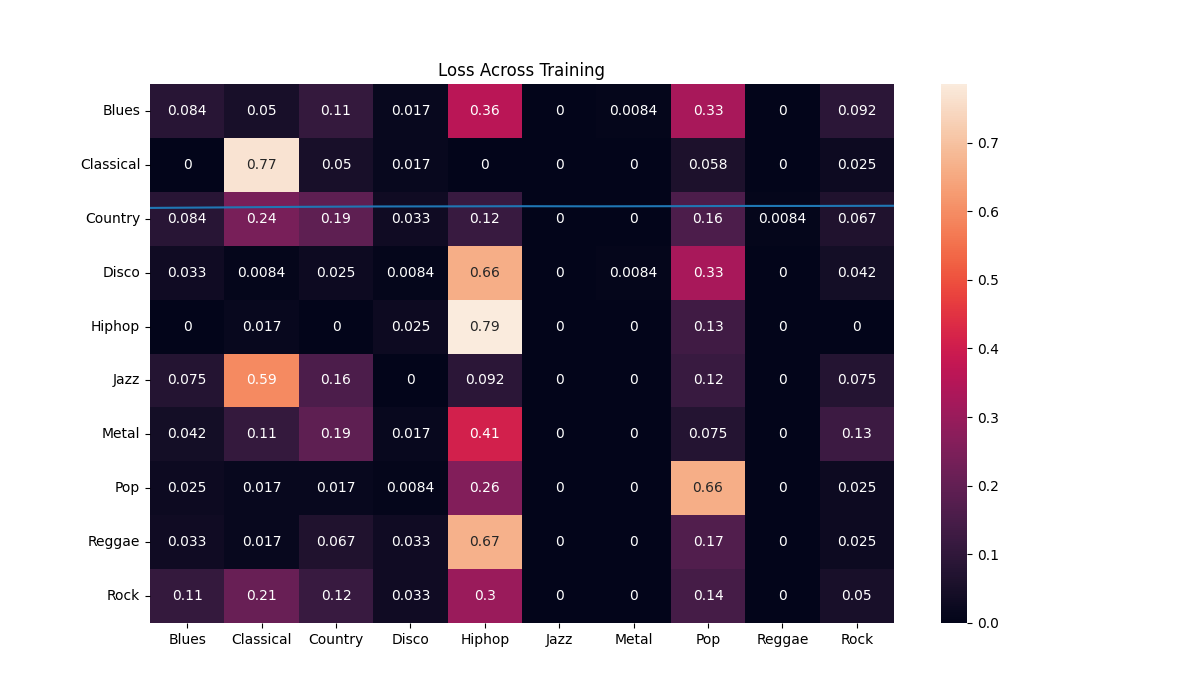 Loss Across Training
Blues 0.084 0.05 0.11 0.017 0.36 0 0.0084 0.33 0 0.092
Classical 0 0.77 0.05 0.017 0 0 0 0.058 0 0.025
Country 0.084 0.24 0.19 0.033 0.12 0 0 0.16 0.0084 0.067
Disco 0.033 0.0084 0.025 0.0084 0.66 0 0.0084 0.33 0 0.042
Hiphop 0 0.017 0 0.025 0.79 0 0 0.13 0 0
Jazz 0.075 0.59 0.16 0 0.092 0 0 0.12 0 0.075
Metal 0.042 0.11 0.19 0.017 0.41 0 0 0.075 0 0.13
Pop 0.025 0.017 0.017 0.0084 0.26 0 0 0.66 0 0.025
Reggae 0.033 0.017 0.067 0.033 0.67 0 0 0.17 0 0.025
Rock 0.11 0.21 0.12 0.033 0.3 0 0 0.14 0 0.05
Blues Classical Country Disco Hiphop Jazz Metal Pop Reggae Rock
0.7
0.6
0.5
0.4
0.3
0.2
0.1
0.0